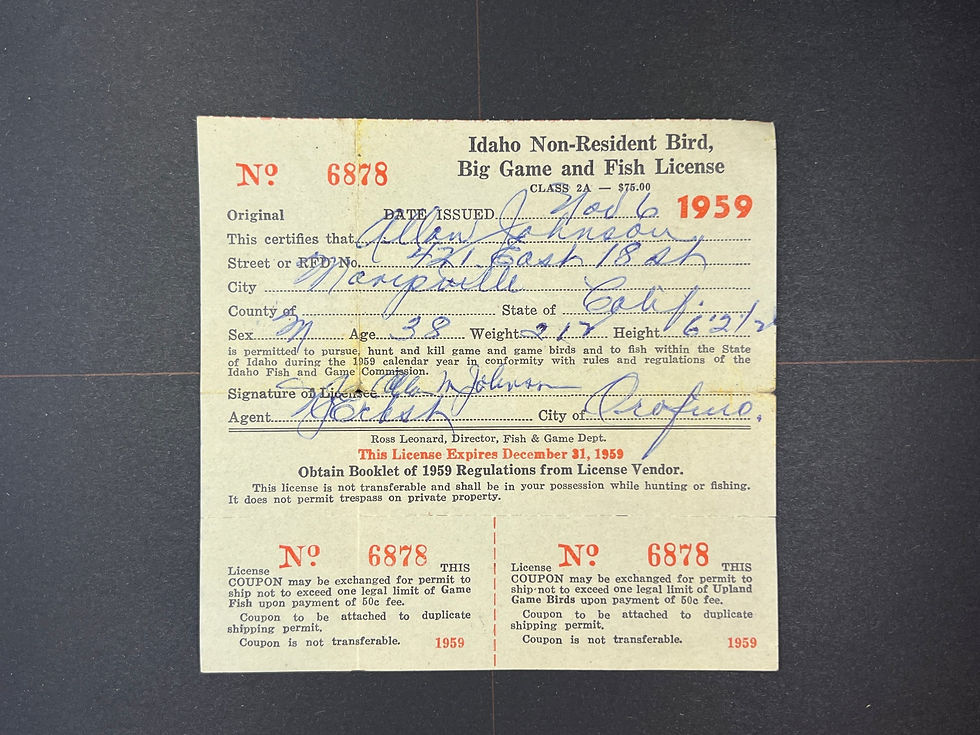 Idaho Non-Resident Bird,
Nº 6878 Big Game and Fish License
CLASS 2A — $75.00
Original DATE ISSUED Nov 6 1959
This certifies that Allan Johnson
Street or RFD No. 421 East 18 st
City Marysville
County of State of Calif.
Sex M Age 38 Weight 212 Height 6'2 1/2
is permitted to pursue, hunt and kill game and game birds and to fish within the State
of Idaho during the 1959 calendar year in conformity with rules and regulations of the
Idaho Fish and Game Commission.
Signature of Licensee Allan M Johnson
Agent City of Orofino.
Ross Leonard, Director, Fish & Game Dept.
This License Expires December 31, 1959
Obtain Booklet of 1959 Regulations from License Vendor.
This license is not transferable and shall be in your possession while hunting or fishing.
It does not permit trespass on private property.
License Nº 6878 THIS
COUPON may be exchanged for permit to
ship not to exceed one legal limit of Game
Fish upon payment of 50c fee.
Coupon to be attached to duplicate
shipping permit.
Coupon is not transferable. 1959
License Nº 6878 THIS
COUPON may be exchanged for permit to
ship not to exceed one legal limit of Upland
Game Birds upon payment of 50c fee.
Coupon to be attached to duplicate
shipping permit.
Coupon is not transferable. 1959